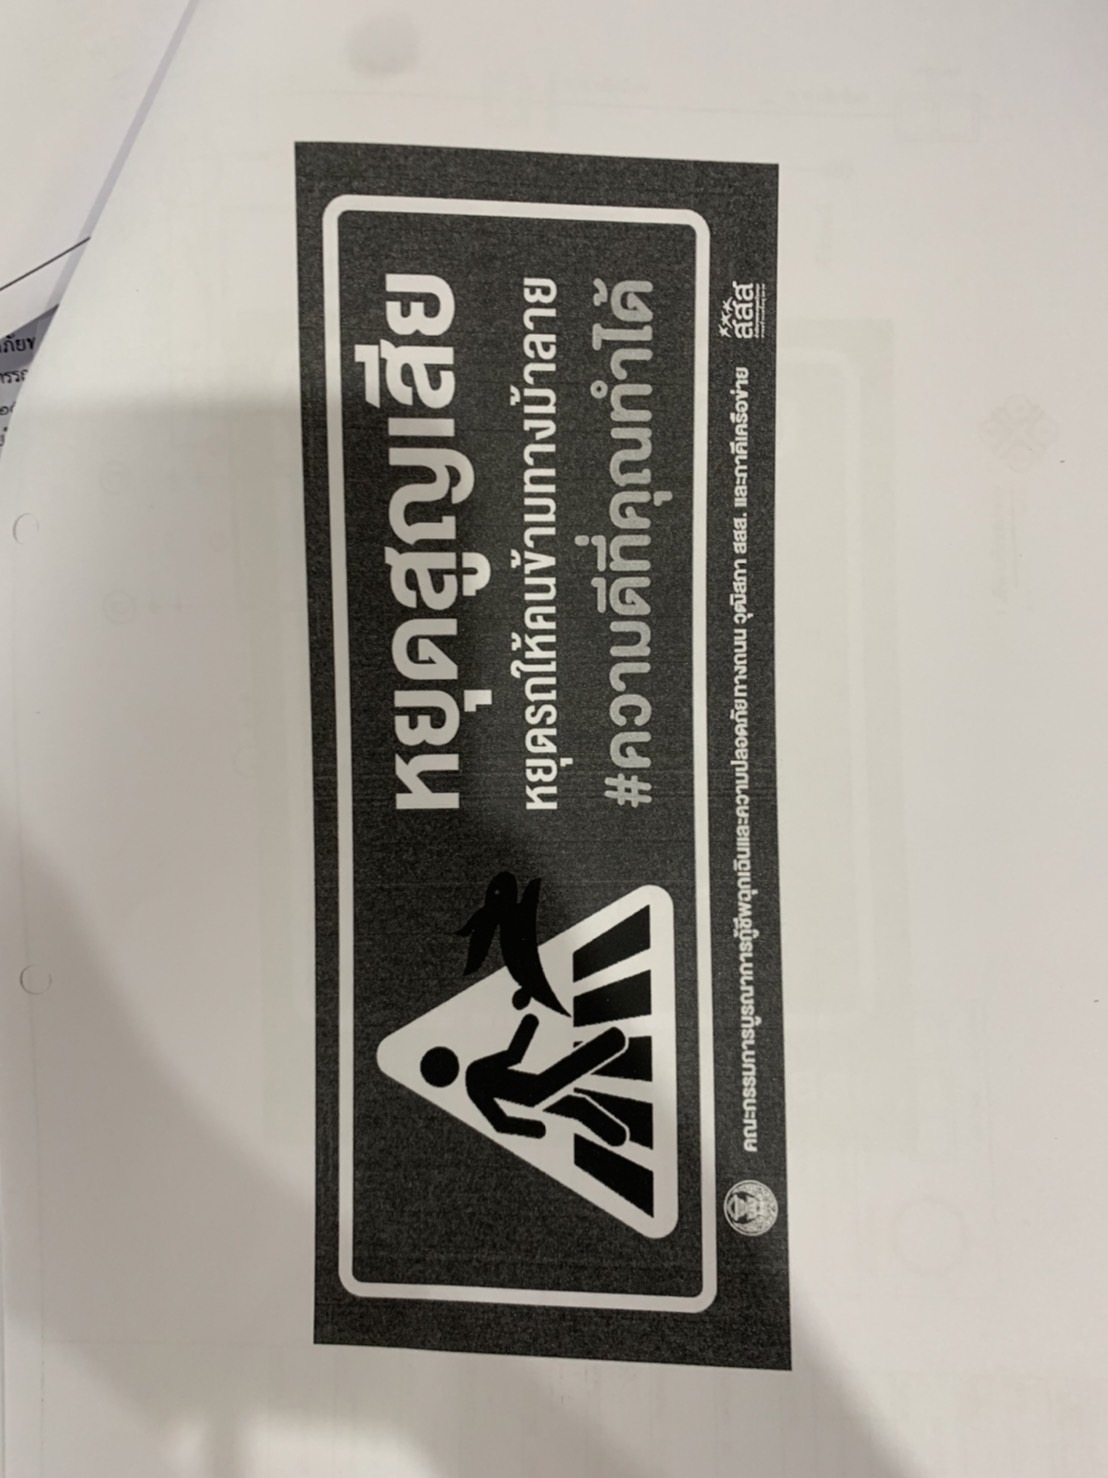 หยุดสูญเสีย
หยุดรถให้คนข้ามทางม้าลาย
#ความดีที่คุณทำได้
คณะกรรมการบูรณาการกู้ชีพฉุกเฉินและความปลอดภัยทางถนน วุฒิสภา สสส. และภาคีเครือข่าย
สสส